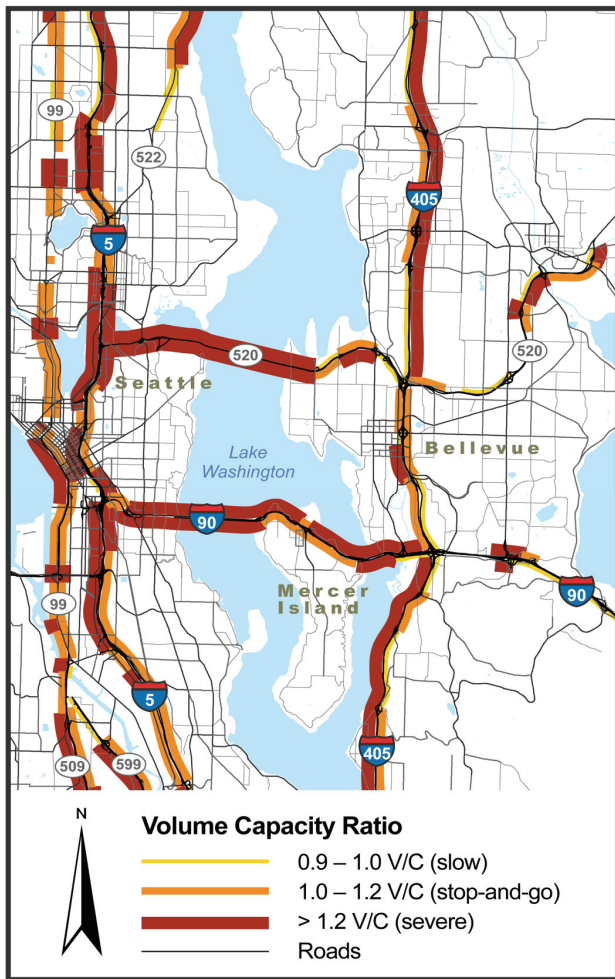 99
522
5
405
520
520
Seattle
Bellevue
Lake
Washington
90
Mercer
Island
90
99
5
405
509
599
N
Volume Capacity Ratio
0.9 – 1.0 V/C (slow)
1.0 – 1.2 V/C (stop-and-go)
> 1.2 V/C (severe)
Roads